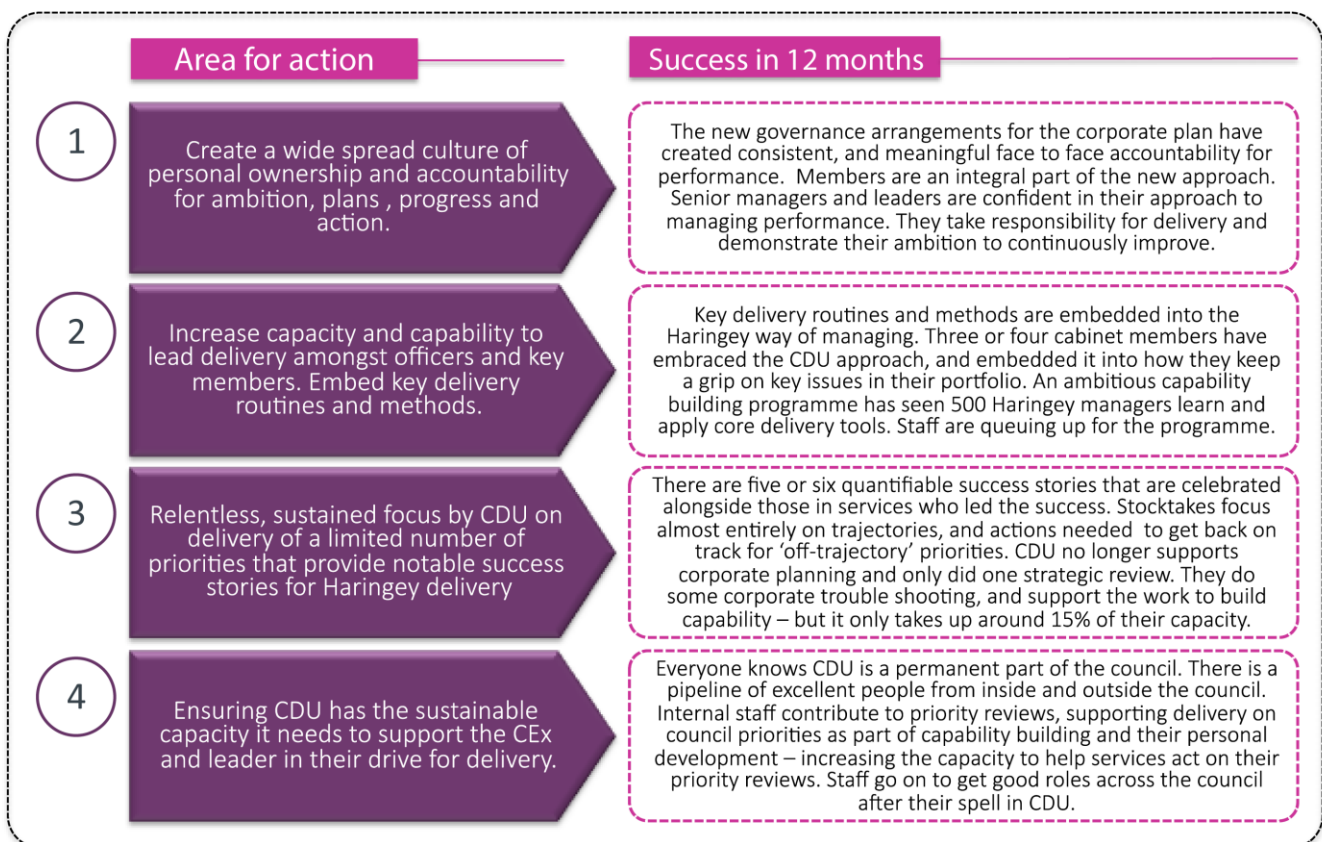 Area for action
Success in 12 months
1
Create a wide spread culture of
personal ownership and accountability
for ambition, plans , progress and
action.
The new governance arrangements for the corporate plan have
created consistent, and meaningful face to face accountability for
performance.  Members are an integral part of the new approach.
Senior managers and leaders are confident in their approach to
managing performance. They take responsibility for delivery and
demonstrate their ambition to continuously improve.
2
Increase capacity and capability to
lead delivery amongst officers and key
members. Embed key delivery
routines and methods.
Key delivery routines and methods are embedded into the
Haringey way of managing. Three or four cabinet members have
embraced the CDU approach, and embedded it into how they keep
a grip on key issues in their portfolio. An ambitious capability
building programme has seen 500 Haringey managers learn and
apply core delivery tools. Staff are queuing up for the programme.
3
Relentless, sustained focus by CDU on
delivery of a limited number of
priorities that provide notable success
stories for Haringey delivery
There are five or six quantifiable success stories that are celebrated
alongside those in services who led the success. Stocktakes focus
almost entirely on trajectories, and actions needed  to get back on
track for ‘off-trajectory’ priorities. CDU no longer supports
corporate planning and only did one strategic review. They do
some corporate trouble shooting, and support the work to build
capability – but it only takes up around 15% of their capacity.
4
Ensuring CDU has the sustainable
capacity it needs to support the CEx
and leader in their drive for delivery.
Everyone knows CDU is a permanent part of the council. There is a
pipeline of excellent people from inside and outside the council.
Internal staff contribute to priority reviews, supporting delivery on
council priorities as part of capability building and their personal
development – increasing the capacity to help services act on their
priority reviews. Staff go on to get good roles across the council
after their spell in CDU.